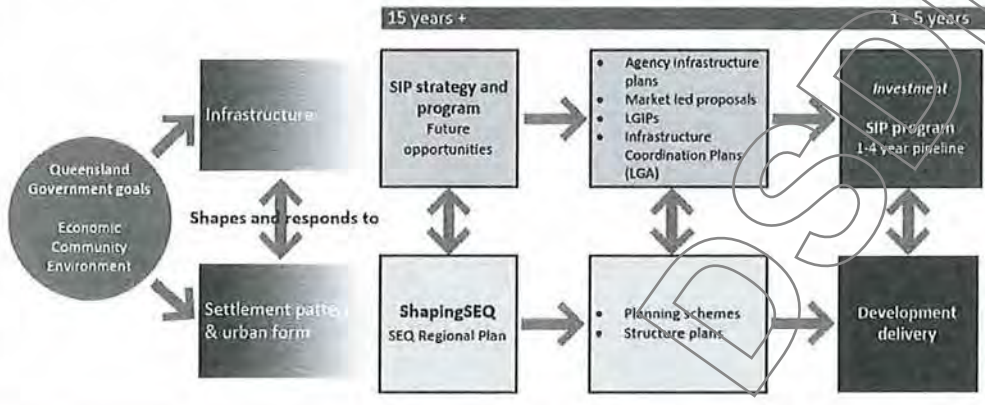 15 years +
1 - 5 years
Queensland
Government goals
Economic
Community
Environment
Infrastructure
Shapes and responds to
Settlement pattern
& urban form
SIP strategy and
program
Future
opportunities
• Agency infrastructure
plans
• Market led proposals
• LGIPs
• Infrastructure
Coordination Plans
(LGA)
Investment
SIP program
1-4 year pipeline
ShapingSEQ
SEQ Regional Plan
• Planning schemes
• Structure plans
Development
delivery